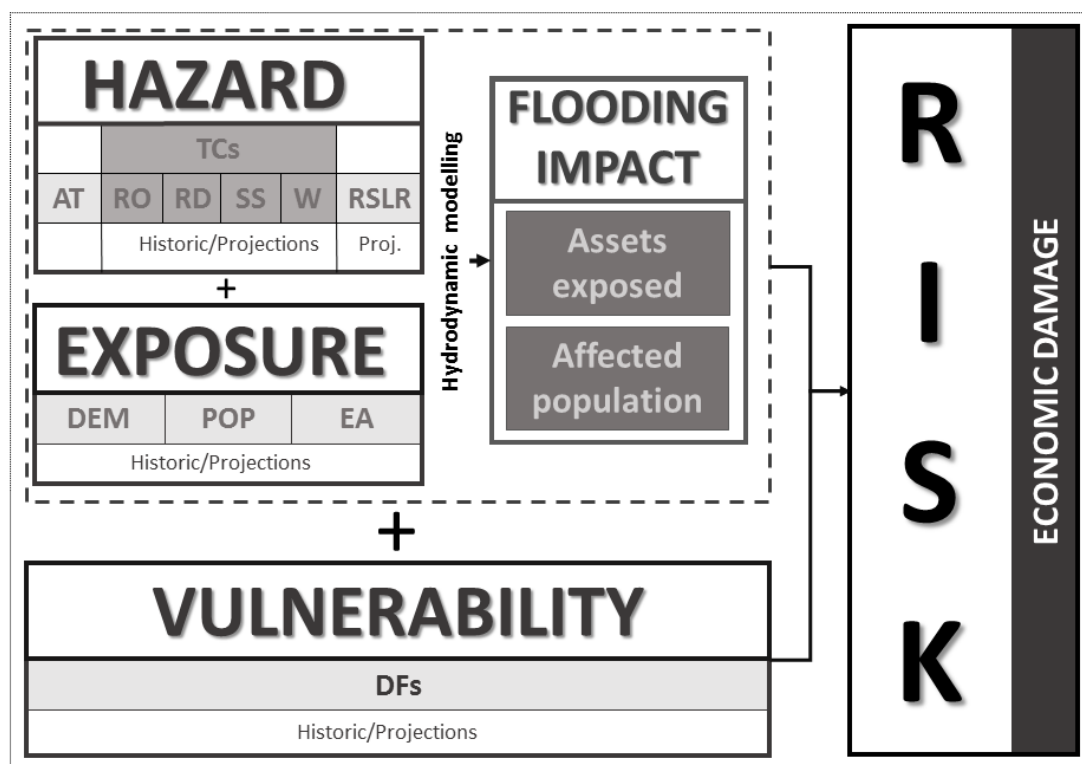 HAZARD
TCs
AT RO RD SS W RSLR
Historic/Projections Proj.
+
EXPOSURE
DEM POP EA
Historic/Projections
Hydrodynamic modelling
FLOODING
IMPACT
Assets
exposed
Affected
population
+
VULNERABILITY
DFs
Historic/Projections
RISK
ECONOMIC DAMAGE